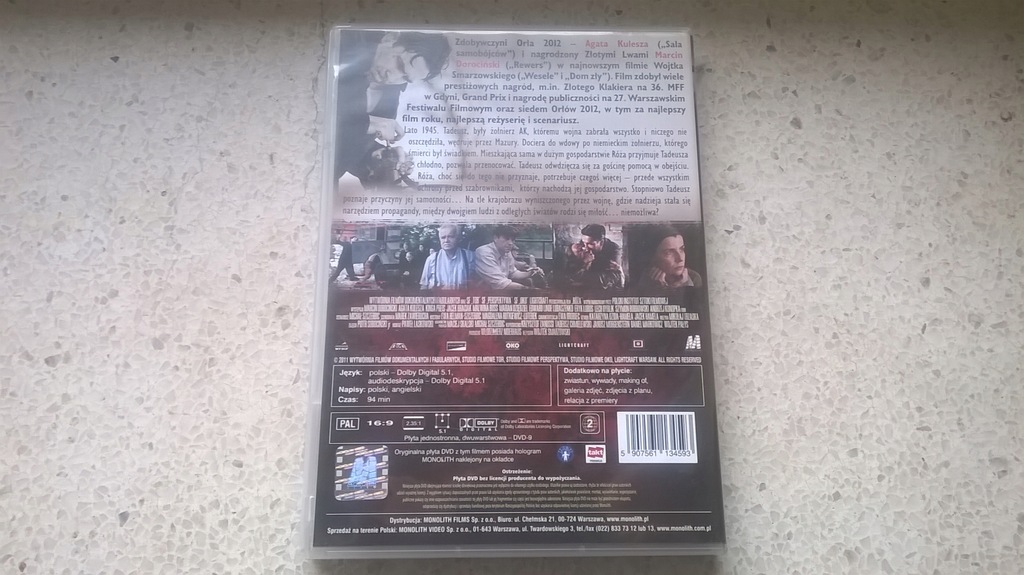 Zdobywczyni Orła 2012 – Agata Kulesza („Sala
samobójców") i nagrodzony Złotymi Lwami Marcin
Dorociński („Rewers") w najnowszym filmie Wojtka
Smarzowskiego („Wesele" i „Dom zły"). Film zdobył wiele
prestiżowych nagród, m.in. Złotego Klakiera na 36. MFF
w Gdyni, Grand Prix i nagrodę publiczności na 27. Warszawskim
Festiwalu Filmowym oraz siedem Orłów 2012, w tym za najlepszy
film roku, najlepszą reżyserię i scenariusz.
Lato 1945. Tadeusz, były żołnierz AK, któremu wojna zabrała wszystko i niczego nie
oszczędziła, wędruje przez Mazury. Dociera do wdowy po niemieckim żołnierzu, którego
śmierci był świadkiem. Mieszkająca sama w dużym gospodarstwie Róża przyjmuje Tadeusza
chłodno, pozwala przenocować. Tadeusz odwdzięcza się za gościnę pomocą w obejściu.
Róża, choć się do tego nie przyznaje, potrzebuje czegoś więcej – przede wszystkim
ochrony przed szabrownikami, którzy nachodzą jej gospodarstwo. Stopniowo Tadeusz
poznaje przyczyny jej samotności... Na tle krajobrazu wyniszczonego przez wojnę, gdzie nadzieja stała się
narzędziem propagandy, między dwojgiem ludzi z odległych światów rodzi się miłość... niemożliwa?
OKO LIGHTCRAFT M
© 2011 WYTWÓRNIA FILMÓW DOKUMENTALNYCH I FABULARNYCH, STUDIO FILMOWE TOR, STUDIO FILMOWE PERSPEKTYWA, STUDIO FILMOWE OKO, LIGHTCRAFT WARSAW, ALL RIGHTS RESERVED
Język: polski – Dolby Digital 5.1,
audiodeskrypcja – Dolby Digital 5.1
Napisy: polski, angielski
Czas: 94 min
Dodatkowo na płycie:
zwiastun, wywiady, making of,
galeria zdjęć, zdjęcia z planu,
relacja z premiery
PAL 16:9 2.35:1 5.1 DOLBY DIGITAL 2
Płyta jednostronna, dwuwarstwowa – DVD-9
Oryginalna płyta DVD z tym filmem posiada hologram
MONOLITH naklejony na okładce
takt
5 907561 134593
Ostrzeżenie:
Płyta DVD bez licencji producenta do wypożyczania.
Dystrybucja: MONOLITH FILMS Sp. z o.o., Biuro: ul. Chełmska 21, 00-724 Warszawa, www.monolith.pl
Sprzedaż na terenie Polski: MONOLITH VIDEO Sp. z o.o., 01-643 Warszawa, ul. Twardowskiego 3, tel./fax (022) 833 73 12 lub 13, www.monolith.com.pl